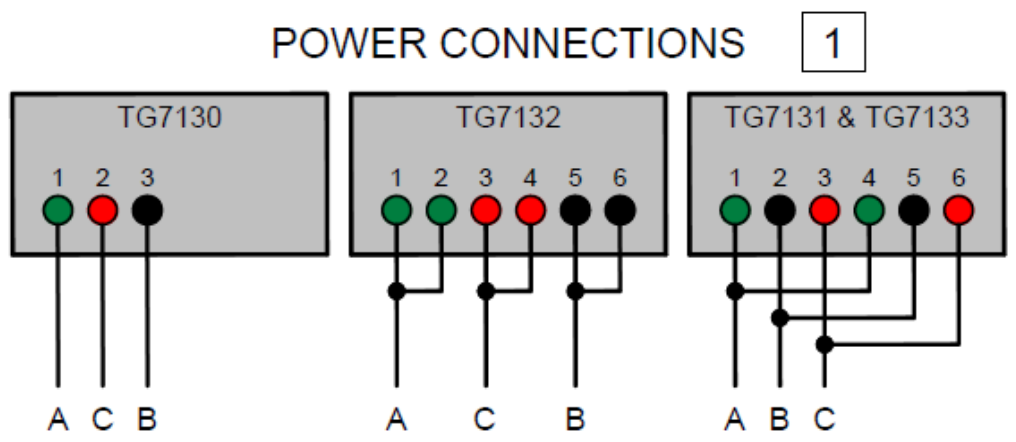 POWER CONNECTIONS 1
TG7130
1 2 3
A C B
TG7132
1 2 3 4 5 6
A C B
TG7131 & TG7133
1 2 3 4 5 6
A B C